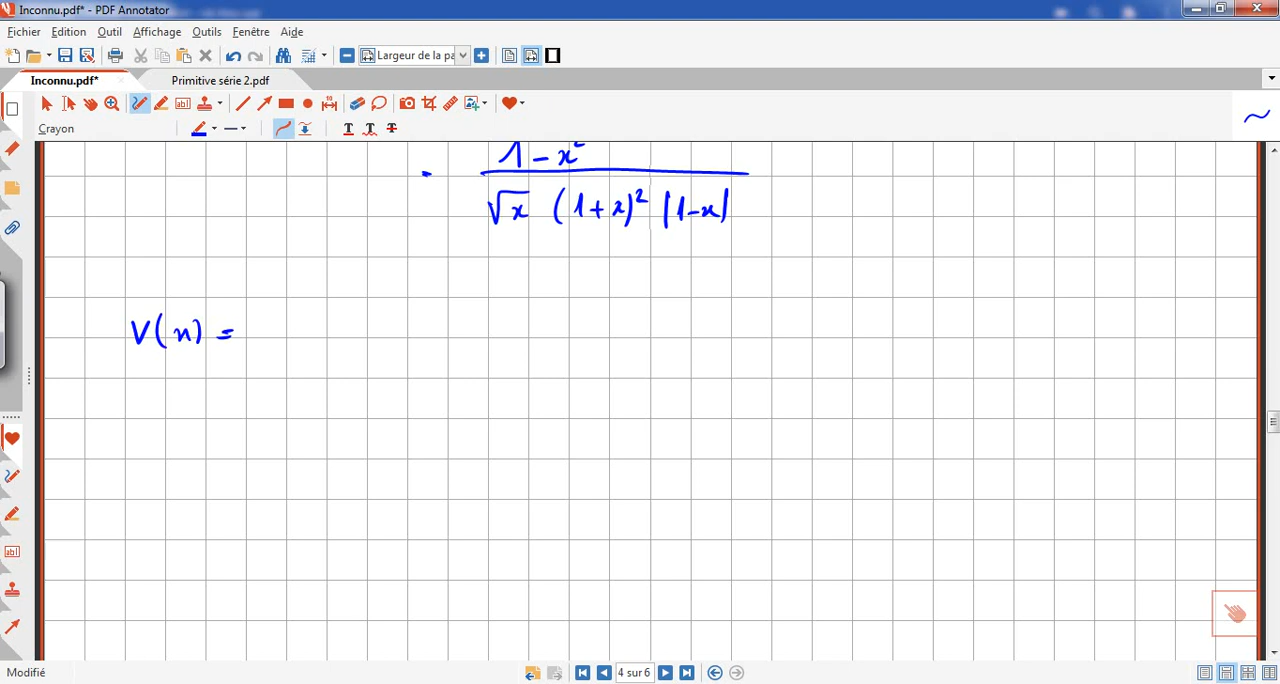 Inconnu.pdf* - PDF Annotator
Fichier Edition Outil Affichage Outils Fenêtre Aide
Largeur de la pa
Inconnu.pdf* Primitive série 2.pdf
Crayon
= 1 - x²
√x (1+x)² |1-x|
V(x) =
4 sur 6
Modifié